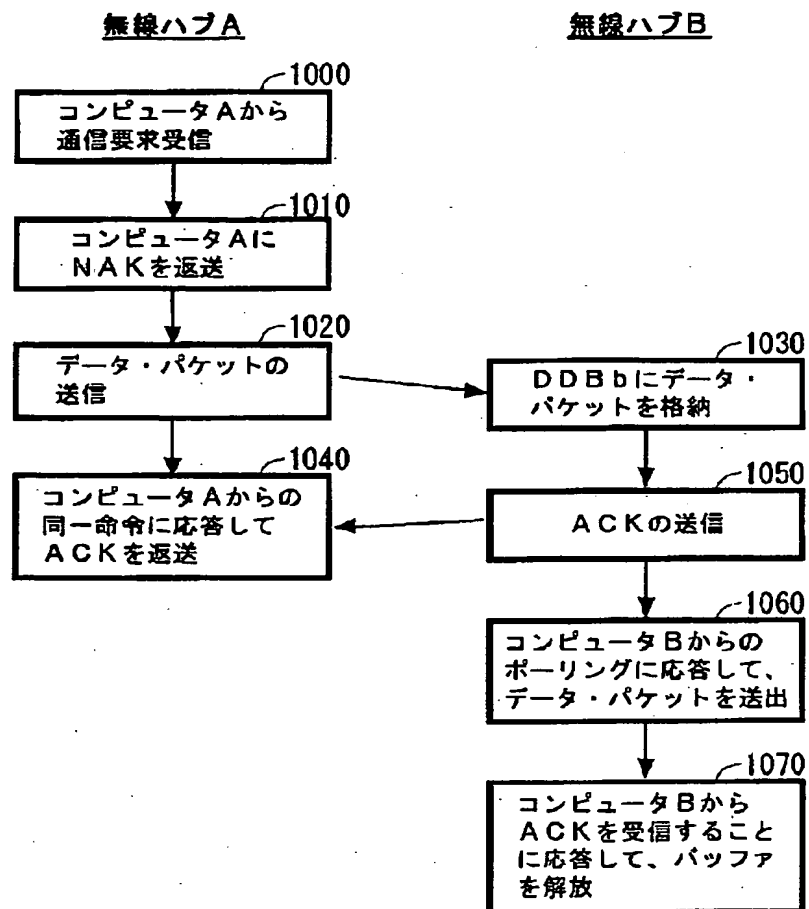 無線ハブA
無線ハブB
1000
コンピュータAから
通信要求受信
1010
コンピュータAに
NAKを返送
1020
データ・パケットの
送信
1030
DDBbにデータ・
パケットを格納
1040
コンピュータAからの
同一命令に応答して
ACKを返送
1050
ACKの送信
1060
コンピュータBからの
ポーリングに応答して、
データ・パケットを送出
1070
コンピュータBから
ACKを受信すること
に応答して、バッファ
を解放